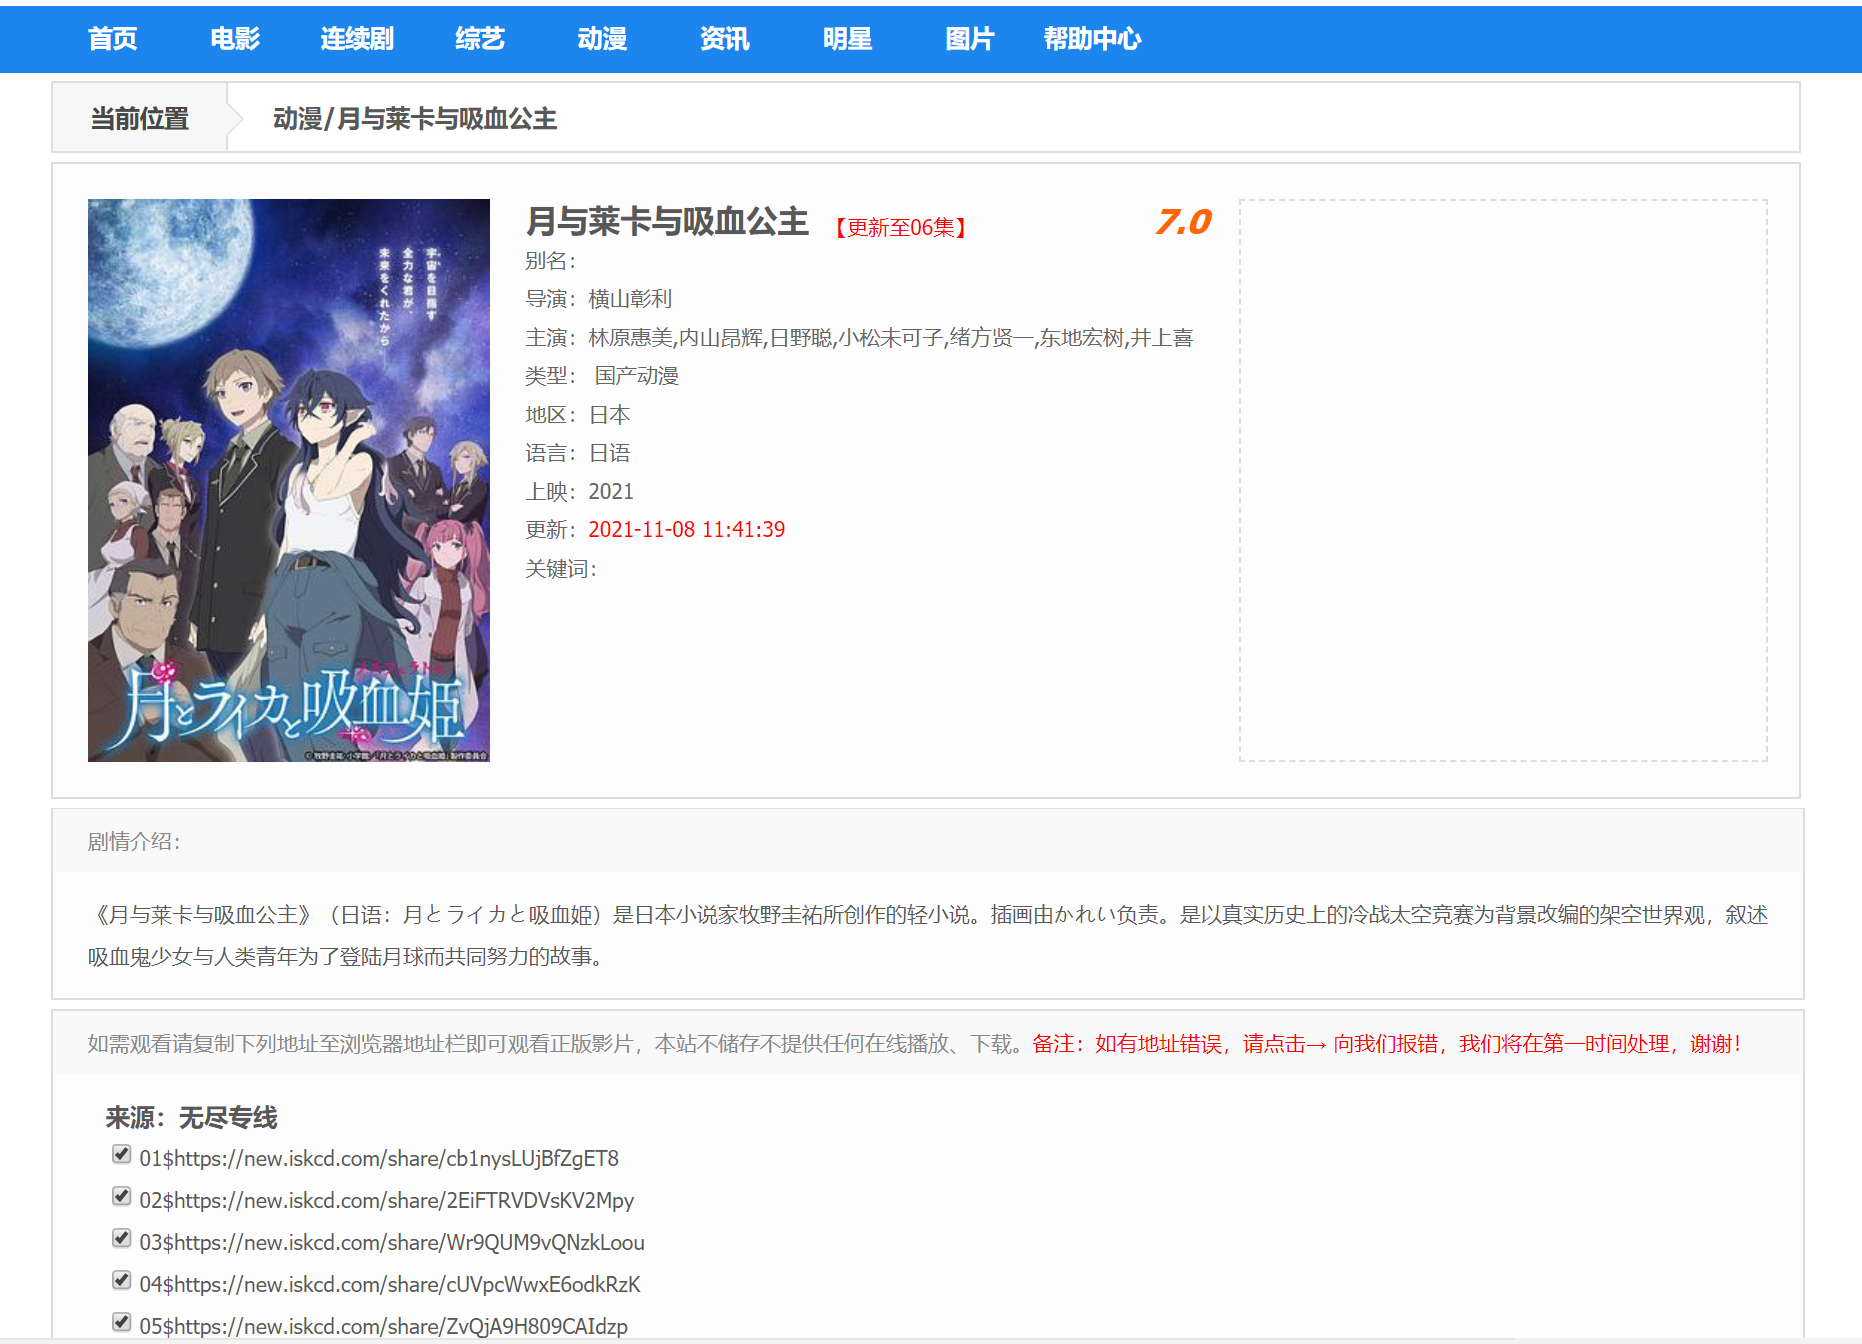 首页 电影 连续剧 综艺 动漫 资讯 明星 图片 帮助中心
当前位置 动漫/月与莱卡与吸血公主
宇宙を目指す
全力な君が、
未来をくれたから
月とライカと吸血姫
月与莱卡与吸血公主 【更新至06集】 7.0
别名：
导演：横山彰利
主演：林原惠美,内山昂辉,日野聪,小松未可子,绪方贤一,东地宏树,井上喜
类型： 国产动漫
地区：日本
语言：日语
上映：2021
更新：2021-11-08 11:41:39
关键词：
剧情介绍：
《月与莱卡与吸血公主》（日语：月とライカと吸血姫）是日本小说家牧野圭祐所创作的轻小说。插画由かれい负责。是以真实历史上的冷战太空竞赛为背景改编的架空世界观，叙述
吸血鬼少女与人类青年为了登陆月球而共同努力的故事。
如需观看请复制下列地址至浏览器地址栏即可观看正版影片，本站不储存不提供任何在线播放、下载。备注：如有地址错误，请点击→ 向我们报错，我们将在第一时间处理，谢谢！
来源：无尽专线
01$https://new.iskcd.com/share/cb1nysLUjBfZgET8
02$https://new.iskcd.com/share/2EiFTRVDVsKV2Mpy
03$https://new.iskcd.com/share/Wr9QUM9vQNzkLoou
04$https://new.iskcd.com/share/cUVpcWwxE6odkRzK
05$https://new.iskcd.com/share/ZvQjA9H809CAIdzp